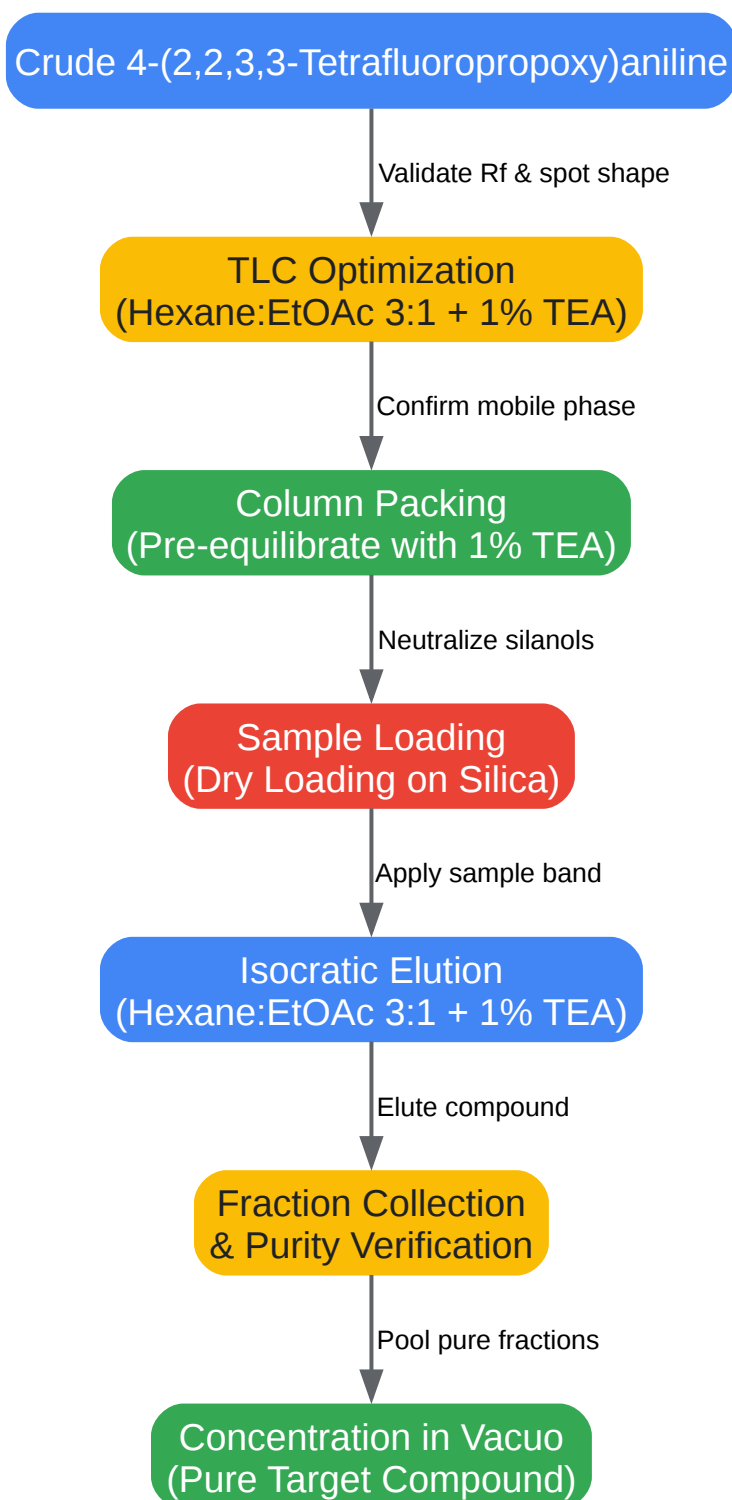 Crude 4-(2,2,3,3-Tetrafluoropropoxy)aniline
Validate Rf & spot shape
TLC Optimization
(Hexane:EtOAc 3:1 + 1% TEA)
Confirm mobile phase
Column Packing
(Pre-equilibrate with 1% TEA)
Neutralize silanols
Sample Loading
(Dry Loading on Silica)
Apply sample band
Isocratic Elution
(Hexane:EtOAc 3:1 + 1% TEA)
Elute compound
Fraction Collection
& Purity Verification
Pool pure fractions
Concentration in Vacuo
(Pure Target Compound)